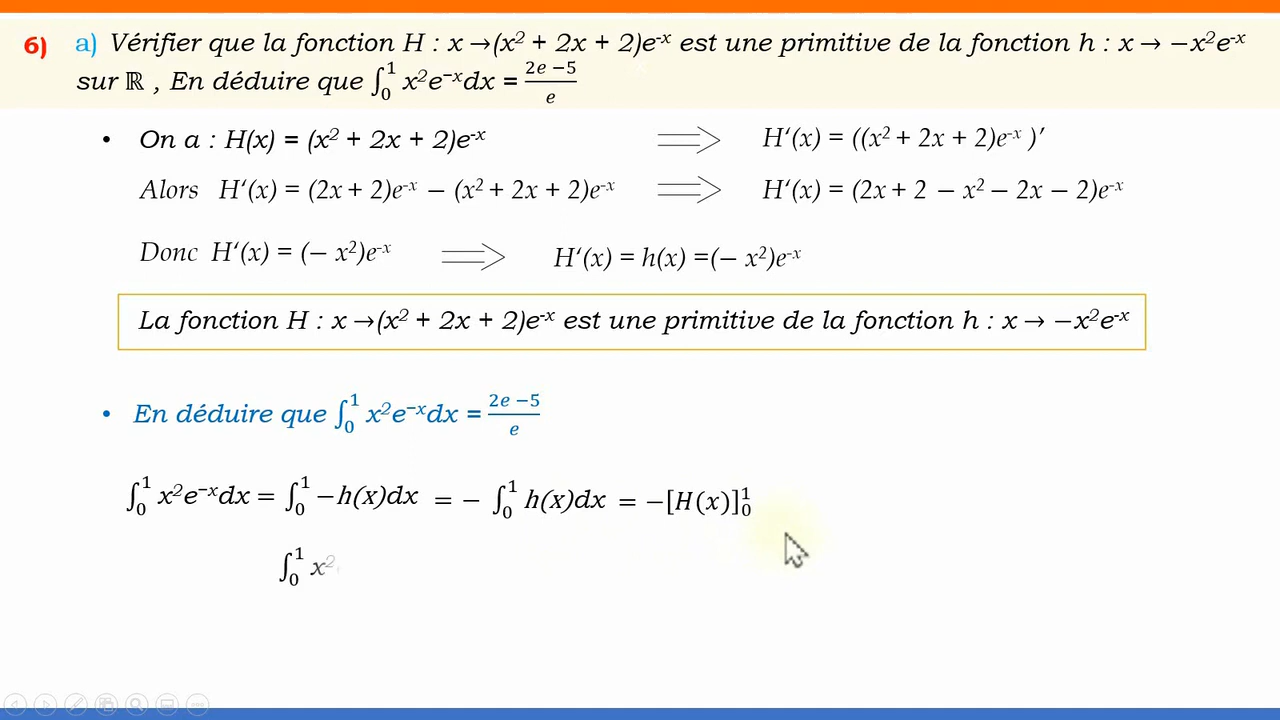 6) a) Vérifier que la fonction H : x →(x² + 2x + 2)e⁻ˣ est une primitive de la fonction h : x → −x²e⁻ˣ
sur ℝ , En déduire que ∫₀¹ x²e⁻ˣdx = (2e −5)/e
• On a : H(x) = (x² + 2x + 2)e⁻ˣ ⟹ H‘(x) = ((x² + 2x + 2)e⁻ˣ )’
Alors H‘(x) = (2x + 2)e⁻ˣ − (x² + 2x + 2)e⁻ˣ ⟹ H‘(x) = (2x + 2 − x² − 2x − 2)e⁻ˣ
Donc H‘(x) = (− x²)e⁻ˣ ⟹ H‘(x) = h(x) =(− x²)e⁻ˣ
La fonction H : x →(x² + 2x + 2)e⁻ˣ est une primitive de la fonction h : x → −x²e⁻ˣ
• En déduire que ∫₀¹ x²e⁻ˣdx = (2e −5)/e
∫₀¹ x²e⁻ˣdx = ∫₀¹ −h(x)dx = − ∫₀¹ h(x)dx = −[H(x)]₀¹
∫₀¹ x²